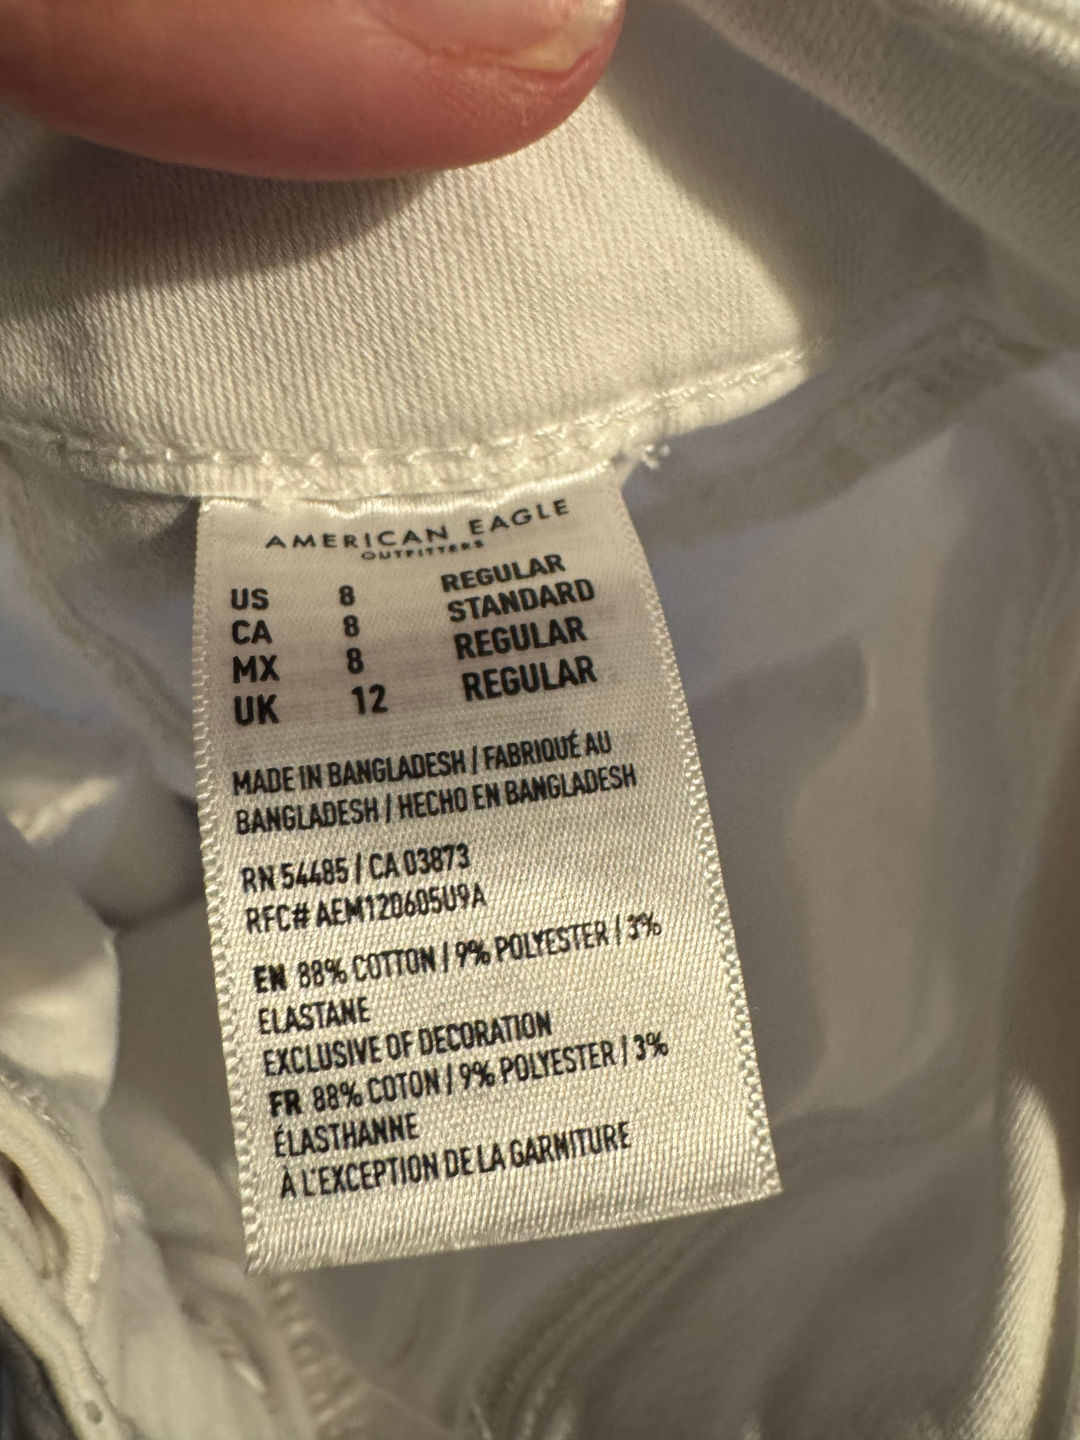 AMERICAN EAGLE
OUTFITTERS
US 8 REGULAR
CA 8 STANDARD
MX 8 REGULAR
UK 12 REGULAR
MADE IN BANGLADESH / FABRIQUÉ AU
BANGLADESH / HECHO EN BANGLADESH
RN 54485 / CA 03873
RFC# AEM120605U9A
EN 88% COTTON / 9% POLYESTER / 3%
ELASTANE
EXCLUSIVE OF DECORATION
FR 88% COTON / 9% POLYESTER / 3%
ÉLASTHANNE
À L'EXCEPTION DE LA GARNITURE